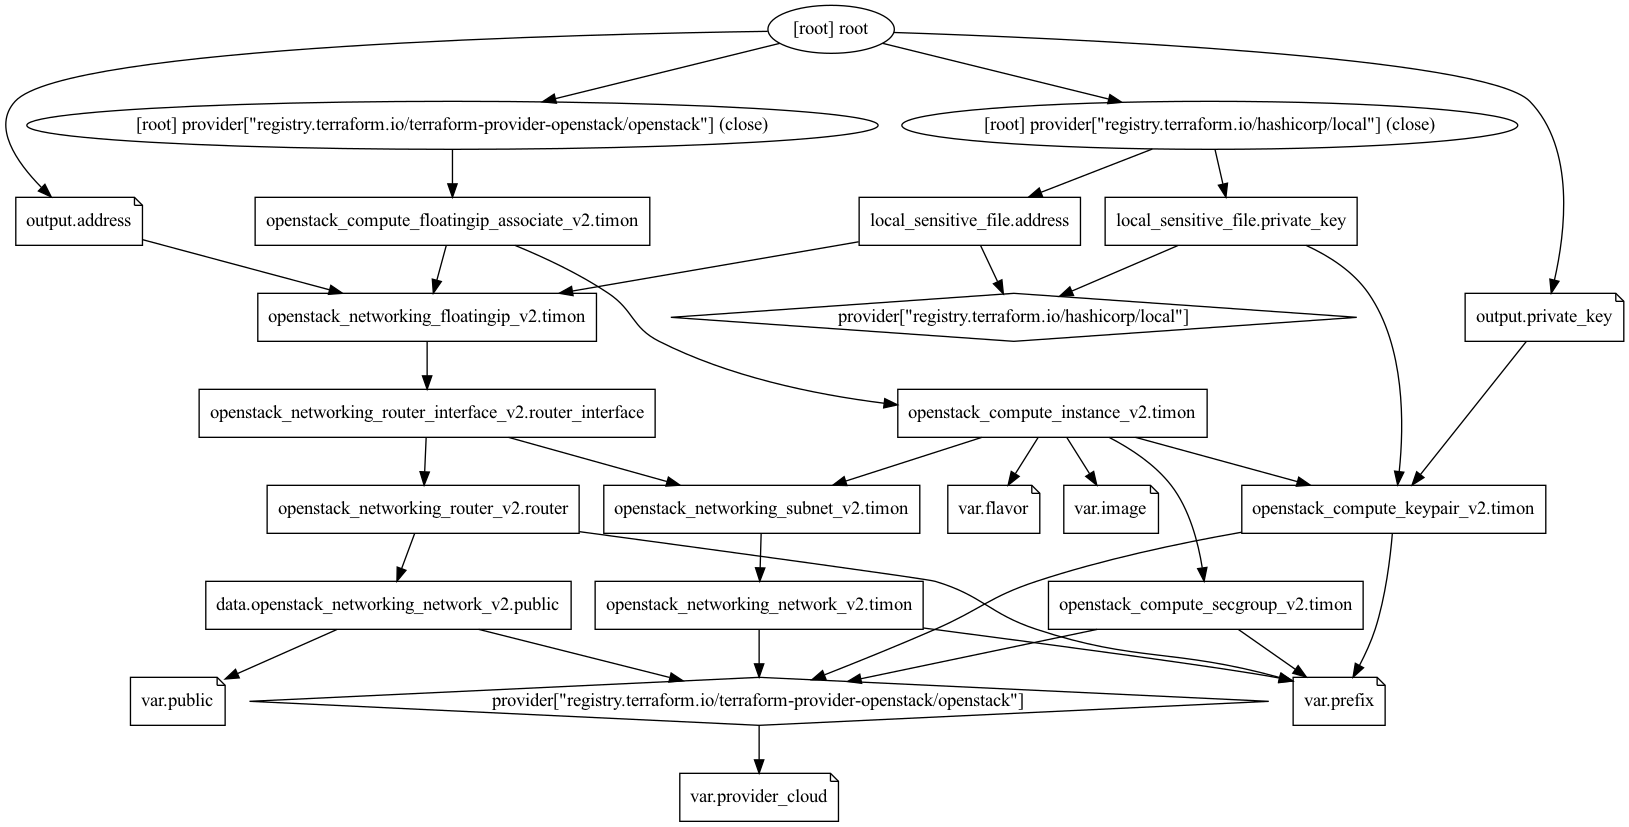 [root] root
[root] provider["registry.terraform.io/terraform-provider-openstack/openstack"] (close)
[root] provider["registry.terraform.io/hashicorp/local"] (close)
output.address
openstack_compute_floatingip_associate_v2.timon
local_sensitive_file.address
local_sensitive_file.private_key
openstack_networking_floatingip_v2.timon
provider["registry.terraform.io/hashicorp/local"]
output.private_key
openstack_networking_router_interface_v2.router_interface
openstack_compute_instance_v2.timon
openstack_networking_router_v2.router
openstack_networking_subnet_v2.timon
var.flavor
var.image
openstack_compute_keypair_v2.timon
data.openstack_networking_network_v2.public
openstack_networking_network_v2.timon
openstack_compute_secgroup_v2.timon
var.public
provider["registry.terraform.io/terraform-provider-openstack/openstack"]
var.prefix
var.provider_cloud